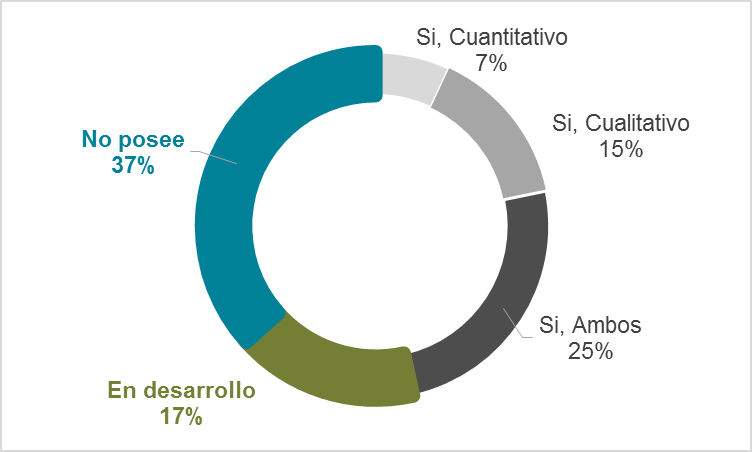 Si, Cuantitativo
7%
Si, Cualitativo
15%
No posee
37%
Si, Ambos
25%
En desarrollo
17%